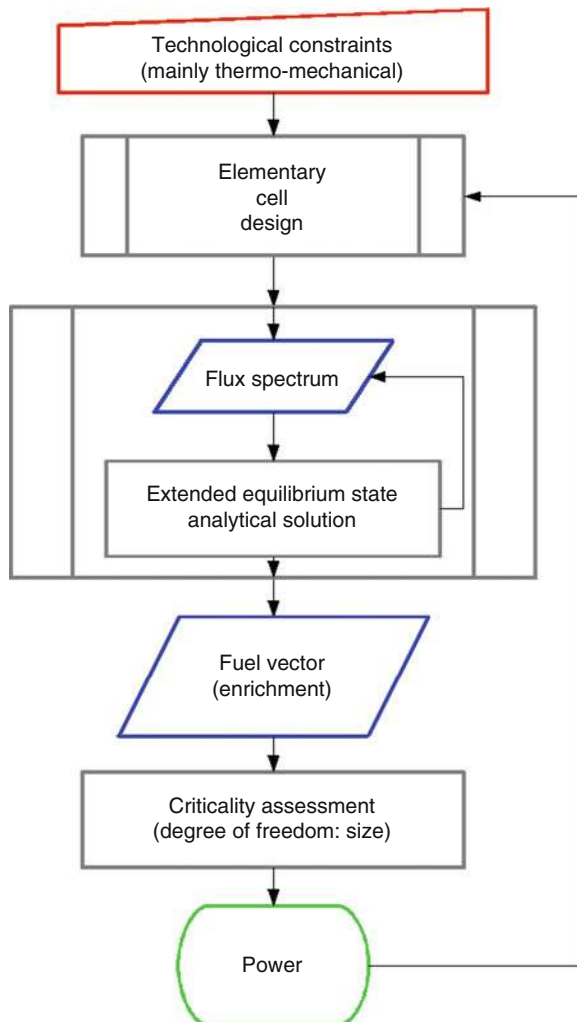 Technological constraints
(mainly thermo-mechanical)
Elementary
cell
design
Flux spectrum
Extended equilibrium state
analytical solution
Fuel vector
(enrichment)
Criticality assessment
(degree of freedom: size)
Power